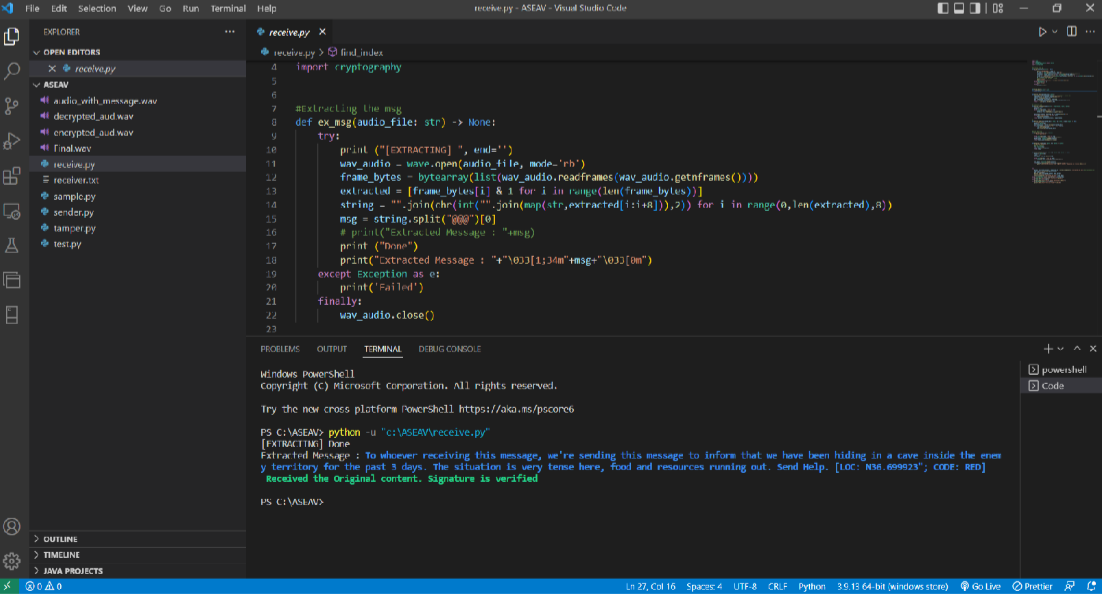 File Edit Selection View Go Run Terminal Help
receive.py - ASEAV - Visual Studio Code
EXPLORER
OPEN EDITORS
receive.py
ASEAV
audio_with_message.wav
decrypted_aud.wav
encrypted_aud.wav
final.wav
receive.py
receiver.txt
sample.py
sender.py
tamper.py
test.py
OUTLINE
TIMELINE
JAVA PROJECTS
receive.py
receive.py > find_index
4 import cryptography
5
6
7 #Extracting the msg
8 def ex_msg(audio_file: str) -> None:
9 try:
10 print ("[EXTRACTING] ", end='')
11 wav_audio = wave.open(audio_file, mode='rb')
12 frame_bytes = bytearray(list(wav_audio.readframes(wav_audio.getnframes())))
13 extracted = [frame_bytes[i] & 1 for i in range(len(frame_bytes))]
14 string = "".join(chr(int("".join(map(str,extracted[i:i+8])),2)) for i in range(0,len(extracted),8))
15 msg = string.split("@@@")[0]
16 # print("Extracted Message : "+msg)
17 print ("Done")
18 print("Extracted Message : "+"\033[1;34m"+msg+"\033[0m")
19 except Exception as e:
20 print('Failed')
21 finally:
22 wav_audio.close()
23
PROBLEMS OUTPUT TERMINAL DEBUG CONSOLE
powershell
Code
Windows PowerShell
Copyright (C) Microsoft Corporation. All rights reserved.
Try the new cross platform PowerShell https://aka.ms/pscore6
PS C:\ASEAV> python -u "c:\ASEAV\receive.py"
[EXTRACTING] Done
Extracted Message : To whoever receiving this message, we're sending this message to inform that we have been hiding in a cave inside the enem
y territory for the past 3 days. The situation is very tense here, food and resources running out. Send Help. [LOC: N36.699923°; CODE: RED]
Received the Original content. Signature is verified
PS C:\ASEAV>
0 0
Ln 27, Col 16 Spaces: 4 UTF-8 CRLF Python 3.9.13 64-bit (windows store) Go Live Prettier